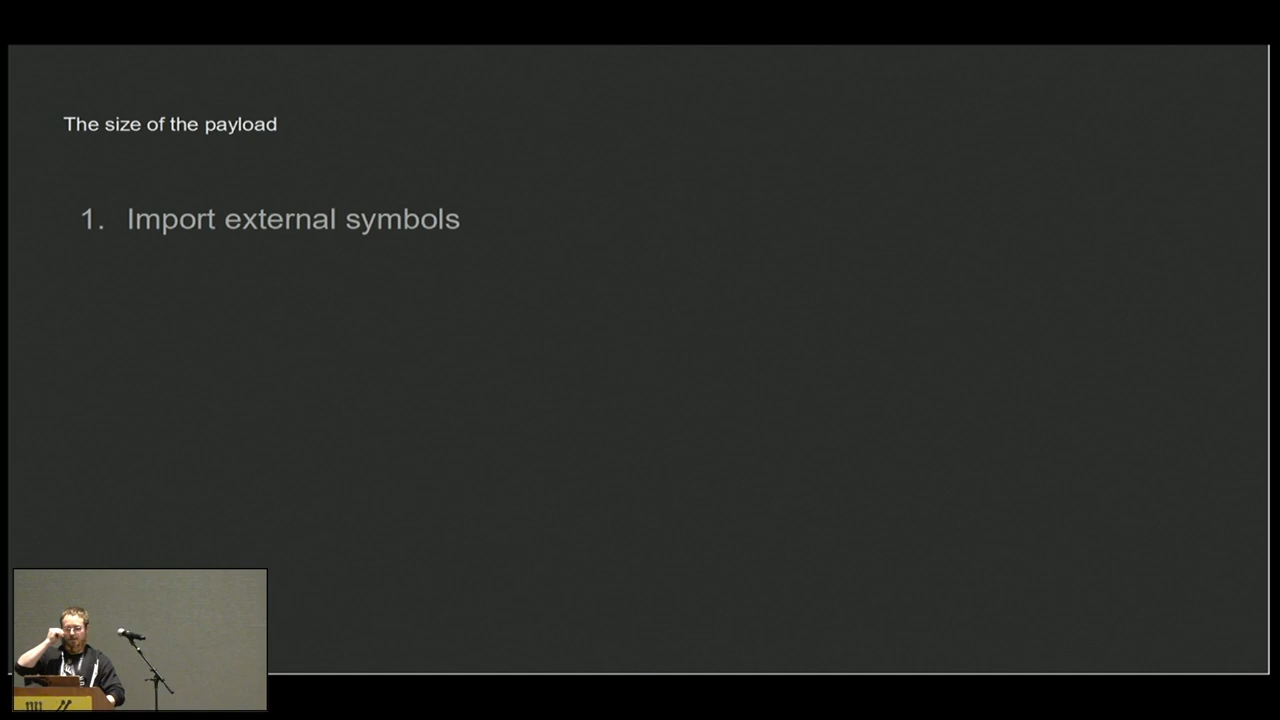 The size of the payload
1. Import external symbols